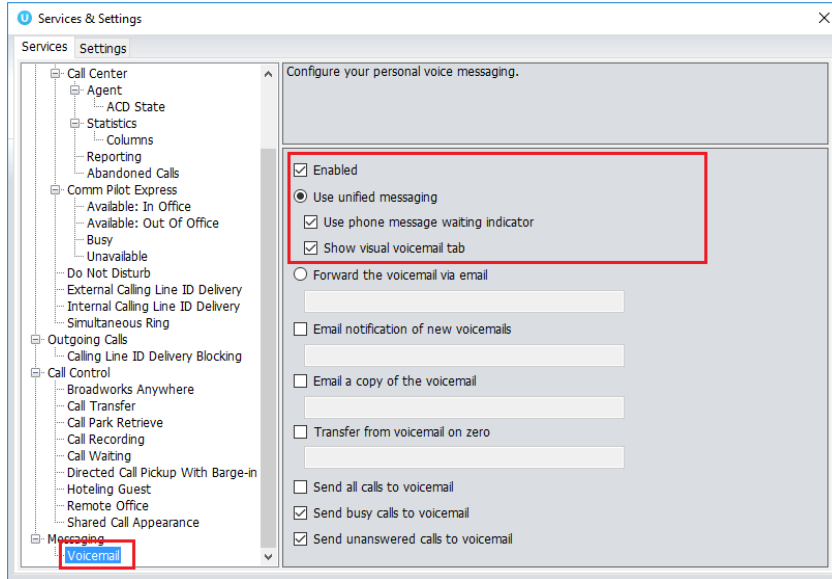 Services & Settings
Services Settings
Call Center
Agent
ACD State
Statistics
Columns
Reporting
Abandoned Calls
Comm Pilot Express
Available: In Office
Available: Out Of Office
Busy
Unavailable
Do Not Disturb
External Calling Line ID Delivery
Internal Calling Line ID Delivery
Simultaneous Ring
Outgoing Calls
Calling Line ID Delivery Blocking
Call Control
Broadworks Anywhere
Call Transfer
Call Park Retrieve
Call Recording
Call Waiting
Directed Call Pickup With Barge-in
Hoteling Guest
Remote Office
Shared Call Appearance
Messaging
Voicemail
Configure your personal voice messaging.
Enabled
Use unified messaging
Use phone message waiting indicator
Show visual voicemail tab
Forward the voicemail via email
Email notification of new voicemails
Email a copy of the voicemail
Transfer from voicemail on zero
Send all calls to voicemail
Send busy calls to voicemail
Send unanswered calls to voicemail